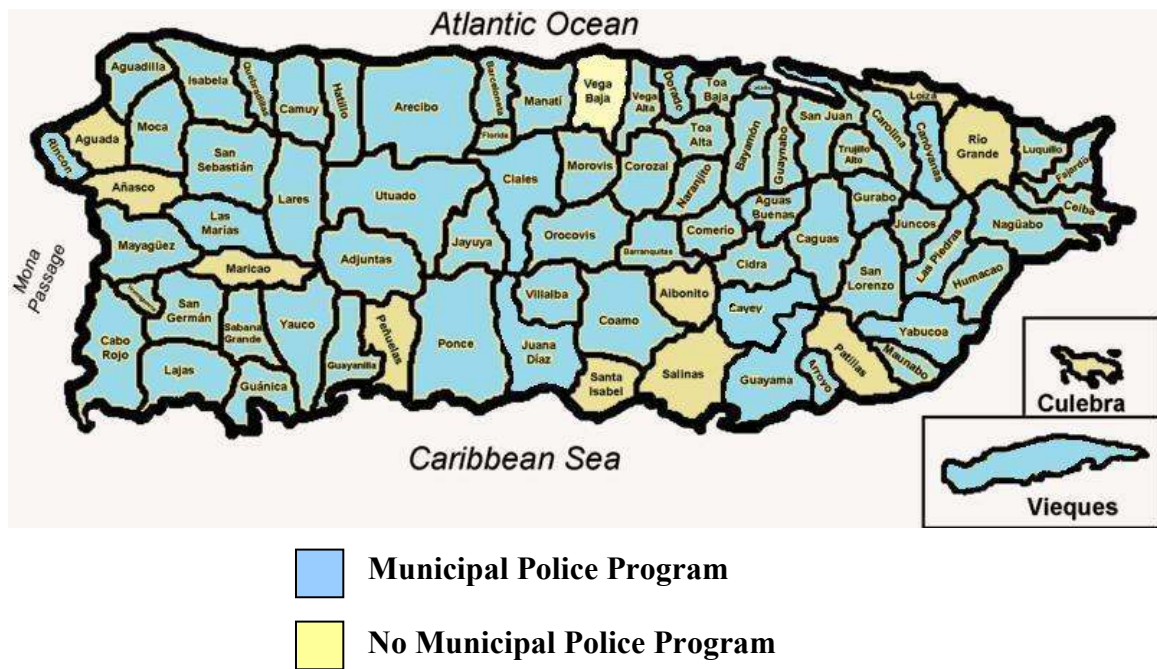 Atlantic Ocean
Aguadilla
Isabela
Quebradillas
Camuy
Hatillo
Arecibo
Barceloneta
Manatí
Vega
Baja
Vega
Alta
Dorado
Toa
Baja
Loiza
Aguada
Moca
Florida
Toa
Alta
Bayamón
Guaynabo
San Juan
Trujillo
Alto
Carolina
Canóvanas
Río
Grande
Luquillo
Fajardo
Rincón
San
Sebastián
Ciales
Morovis
Corozal
Naranjito
Añasco
Utuado
Lares
Las
Marías
Mayagüez
Jayuya
Orocovis
Barranquitas
Comerío
Aguas
Buenas
Caguas
Gurabo
Juncos
Las Piedras
Nagüabo
Ceiba
Mona
Passage
Maricao
Adjuntas
Villalba
Coamo
Aibonito
Cidra
Cayey
San
Lorenzo
Humacao
Yabucoa
Cabo
Rojo
San
Germán
Sabana
Grande
Yauco
Guayanilla
Peñuelas
Ponce
Juana
Díaz
Lajas
Guánica
Santa
Isabel
Salinas
Guayama
Arroyo
Patillas
Maunabo
Culebra
Caribbean Sea
Vieques
Municipal Police Program
No Municipal Police Program